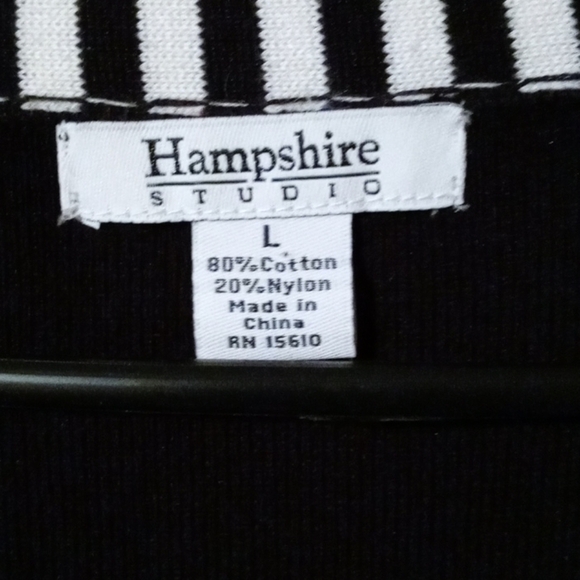 Hampshire
STUDIO
L
80%Cotton
20%Nylon
Made in
China
RN 15610